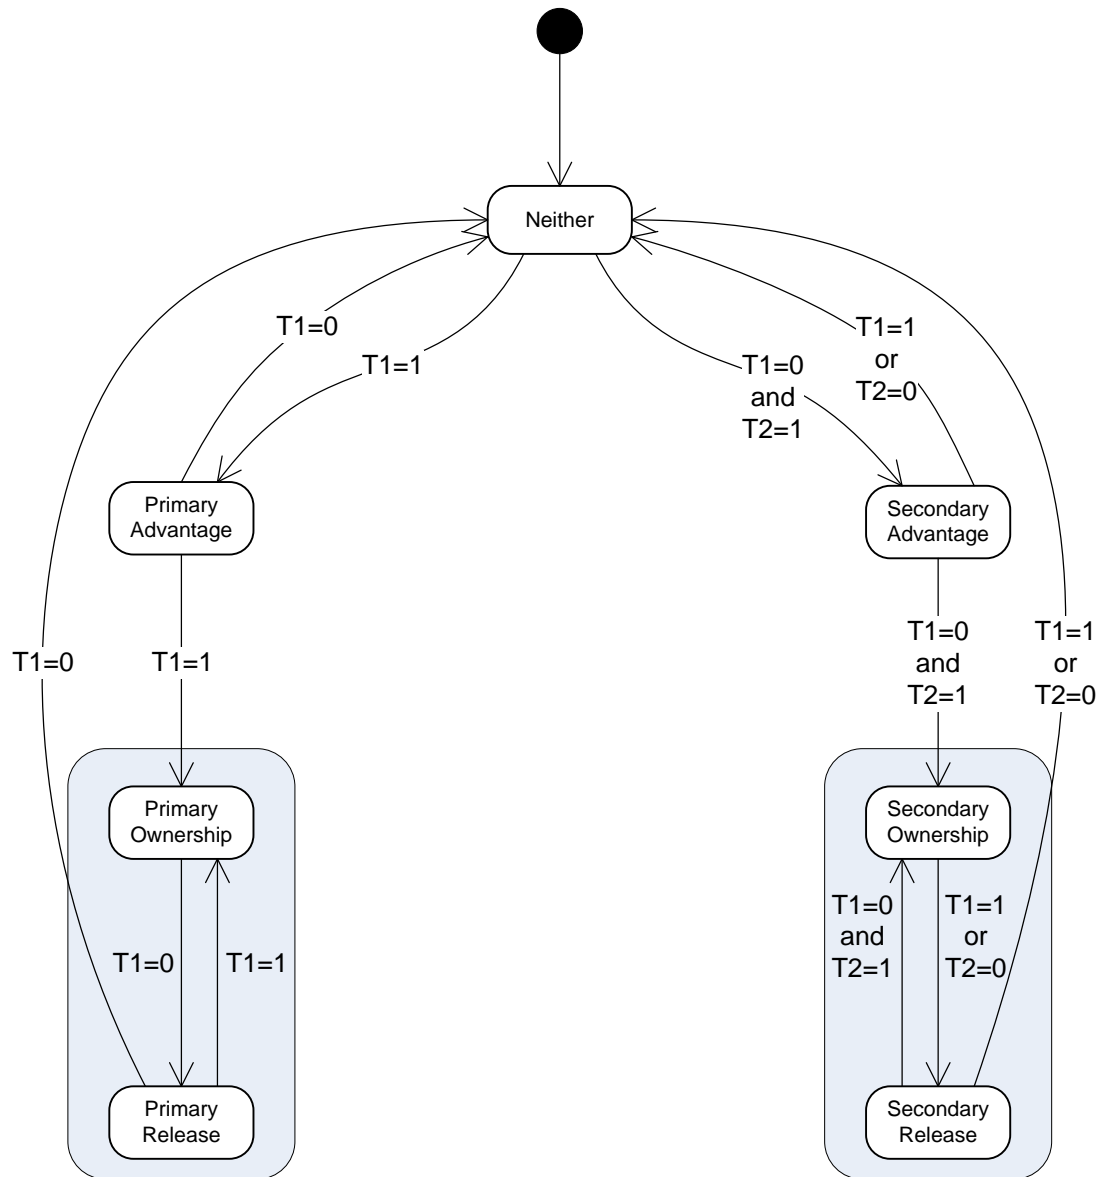 Neither
T1=0
T1=1
T1=0
and
T2=1
T1=1
or
T2=0
Primary
Advantage
Secondary
Advantage
T1=0
T1=1
T1=0
and
T2=1
T1=1
or
T2=0
Primary
Ownership
Secondary
Ownership
T1=0
T1=1
T1=0
and
T2=1
T1=1
or
T2=0
Primary
Release
Secondary
Release